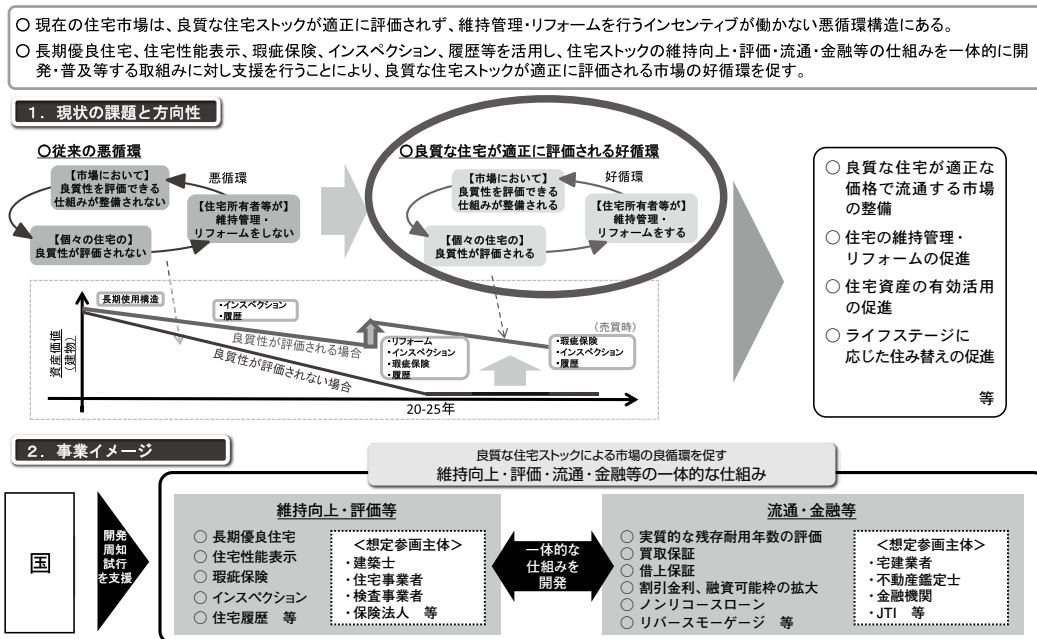 ○ 現在の住宅市場は、良質な住宅ストックが適正に評価されず、維持管理・リフォームを行うインセンティブが働かない悪循環構造にある。
○ 長期優良住宅、住宅性能表示、瑕疵保険、インスペクション、履歴等を活用し、住宅ストックの維持向上・評価・流通・金融等の仕組みを一体的に開
発・普及等する取組みに対し支援を行うことにより、良質な住宅ストックが適正に評価される市場の好循環を促す。
１．現状の課題と方向性
○従来の悪循環
【市場において】
良質性を評価できる
仕組みが整備されない
悪循環
【住宅所有者等が】
維持管理・
リフォームをしない
【個々の住宅の】
良質性が評価されない
○良質な住宅が適正に評価される好循環
【市場において】
良質性を評価できる
仕組みが整備される
好循環
【住宅所有者等が】
維持管理・
リフォームをする
【個々の住宅の】
良質性が評価される
○ 良質な住宅が適正な
価格で流通する市場
の整備
○ 住宅の維持管理・
リフォームの促進
○ 住宅資産の有効活用
の促進
○ ライフステージに
応じた住み替えの促進
等
資産価値
（建物）
長期使用構造
・インスペクション
・履歴
良質性が評価される場合
良質性が評価されない場合
・リフォーム
・インスペクション
・瑕疵保険
・履歴
（売買時）
・瑕疵保険
・インスペクション
・履歴
20-25年
２．事業イメージ
良質な住宅ストックによる市場の良循環を促す
維持向上・評価・流通・金融等の一体的な仕組み
国
開発
周知
試行
を支援
維持向上・評価等
○ 長期優良住宅
○ 住宅性能表示
○ 瑕疵保険
○ インスペクション
○ 住宅履歴　等
＜想定参画主体＞
・建築士
・住宅事業者
・検査事業者
・保険法人　等
一体的な
仕組みを
開発
流通・金融等
○ 実質的な残存耐用年数の評価
○ 買取保証
○ 借上保証
○ 割引金利、融資可能枠の拡大
○ ノンリコースローン
○ リバースモーゲージ　等
＜想定参画主体＞
・宅建業者
・不動産鑑定士
・金融機関
・JTI　等